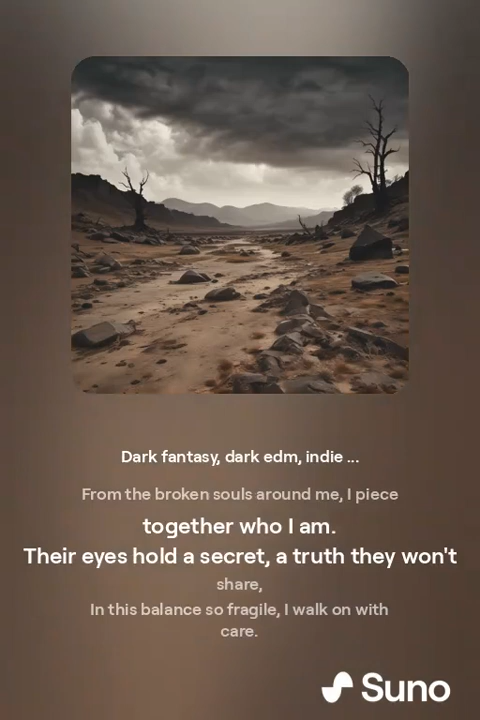 Dark fantasy, dark edm, indie ...
From the broken souls around me, I piece
together who I am.
Their eyes hold a secret, a truth they won't
share,
In this balance so fragile, I walk on with
care.
Suno